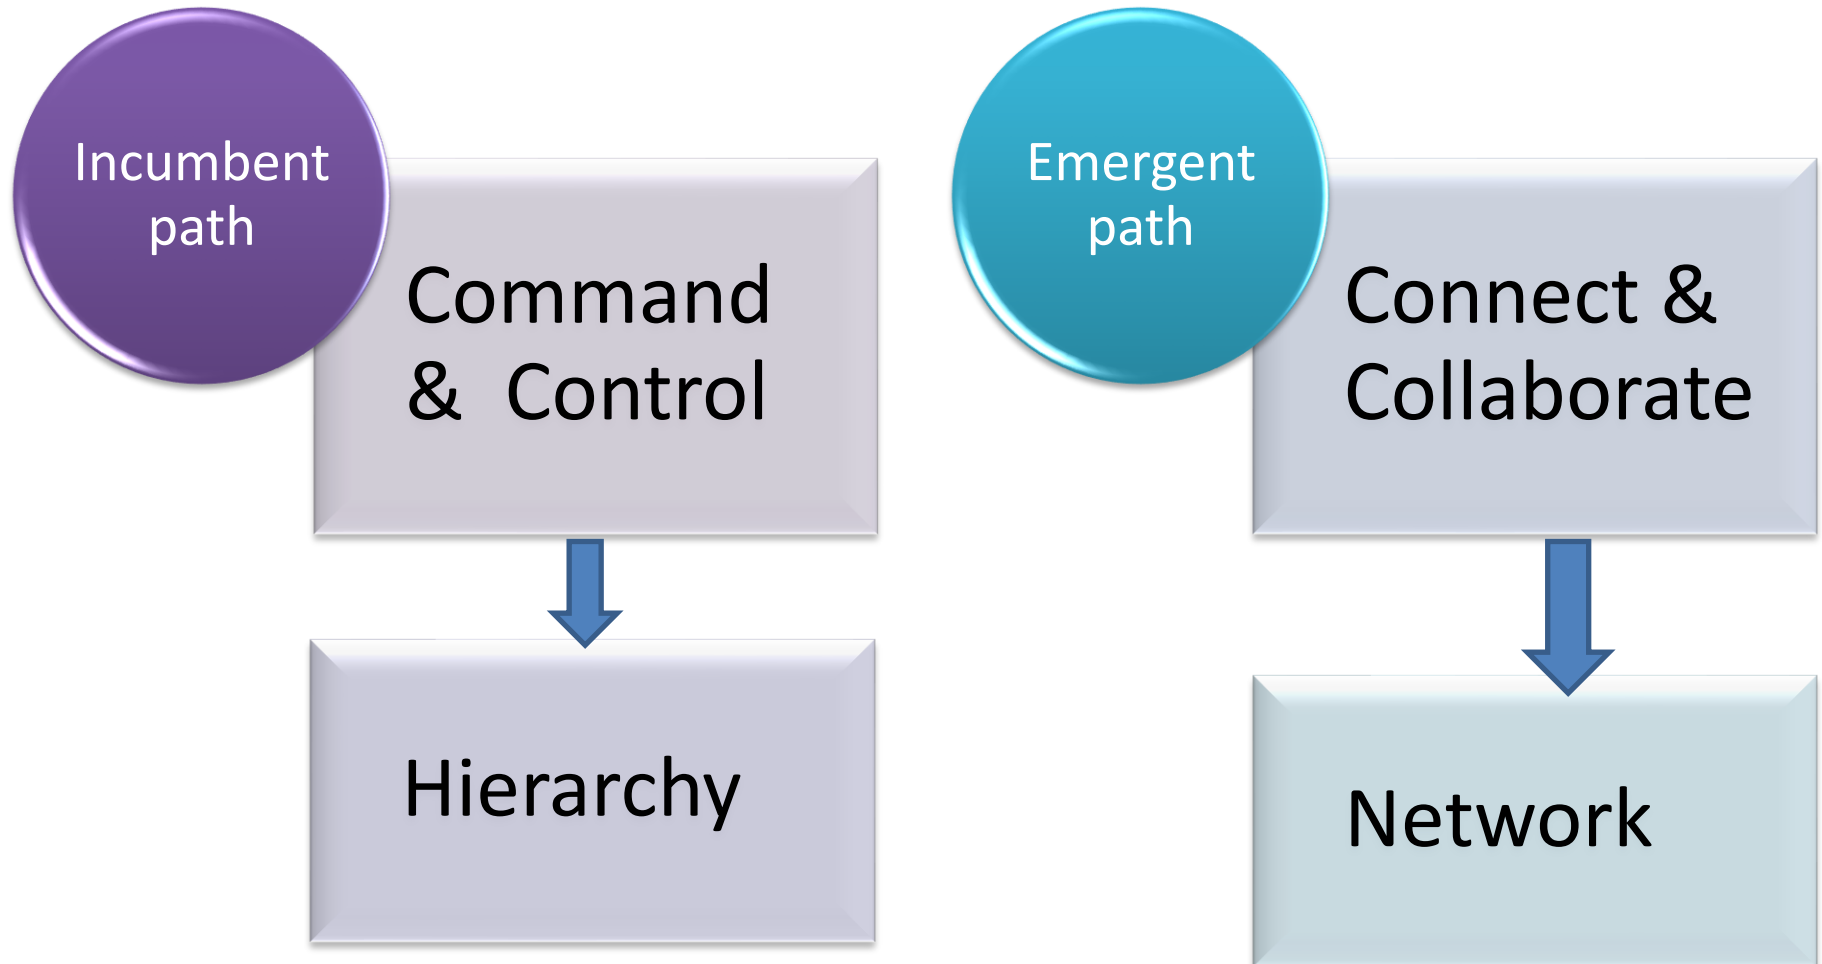 Incumbent
path
Command
& Control
Hierarchy
Emergent
path
Connect &
Collaborate
Network